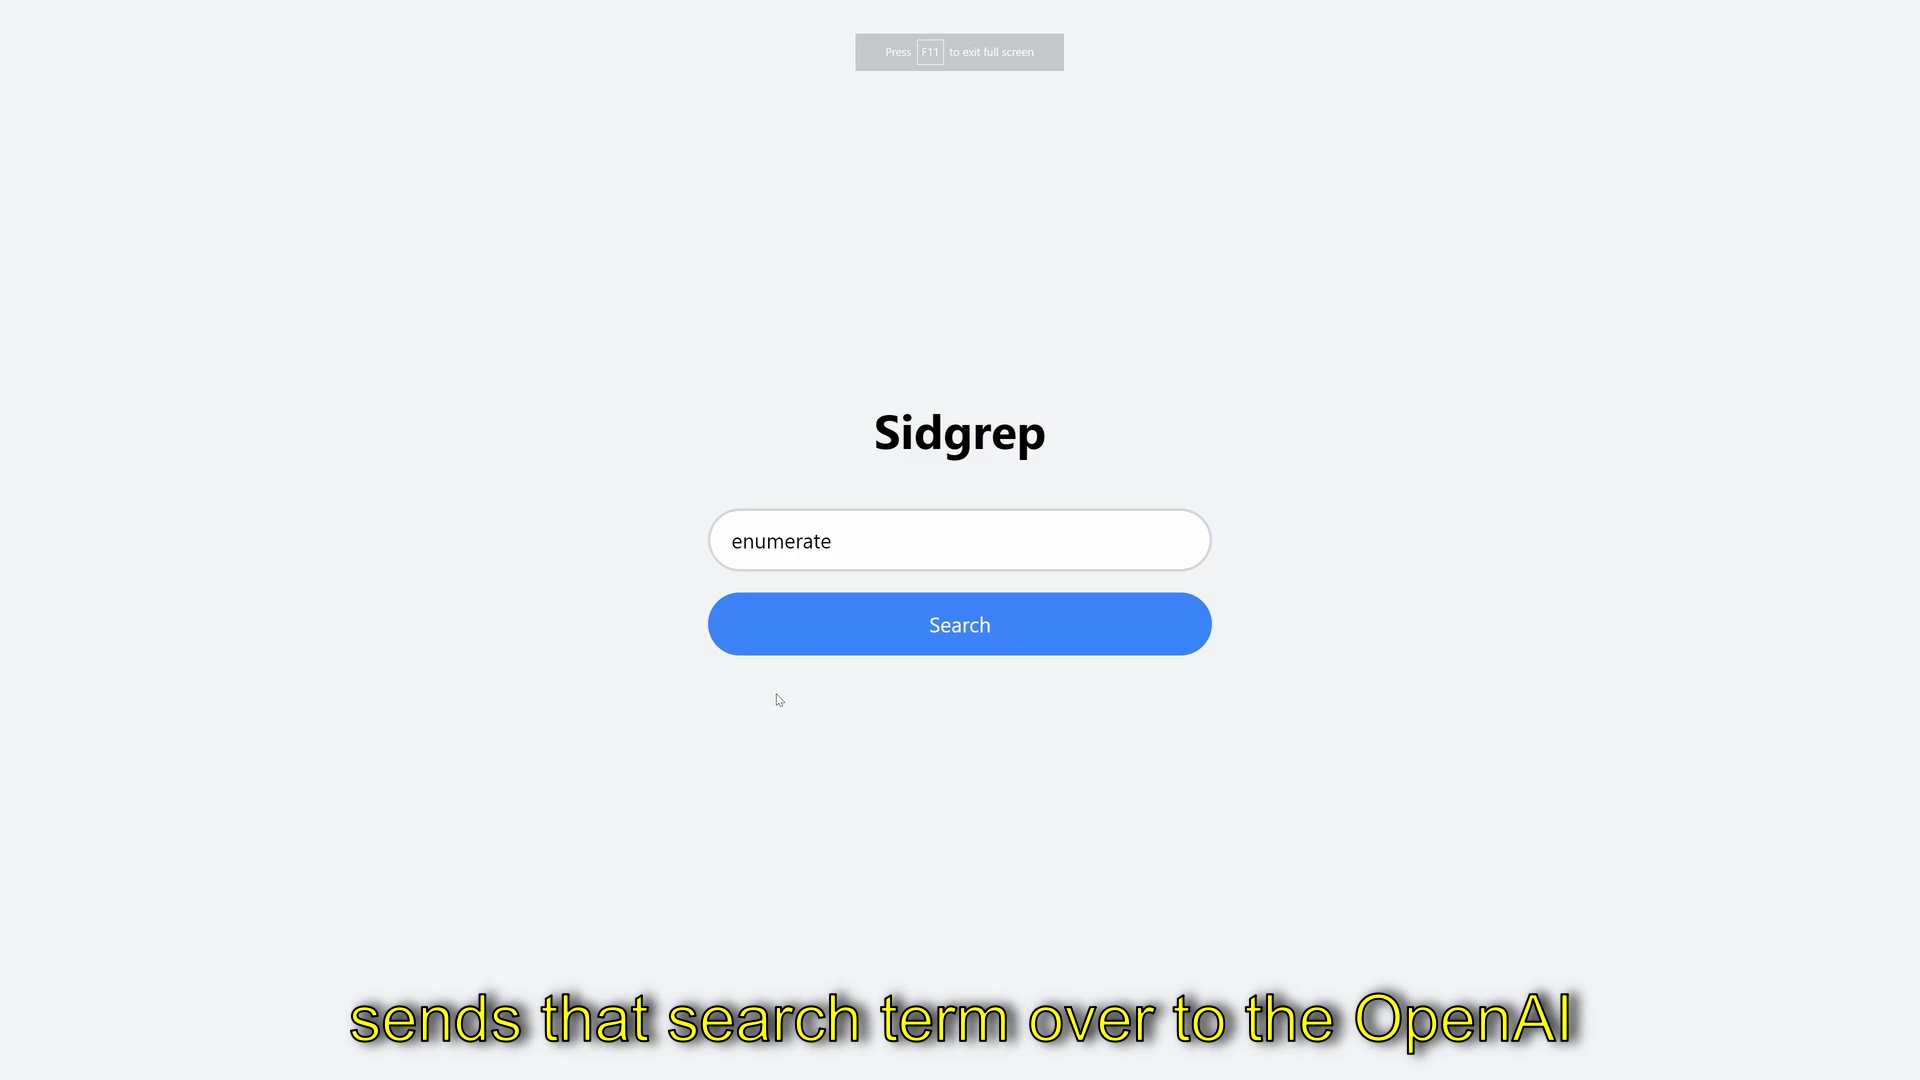 Press F11 to exit full screen
Sidgrep
enumerate
Search
sends that search term over to the OpenAI